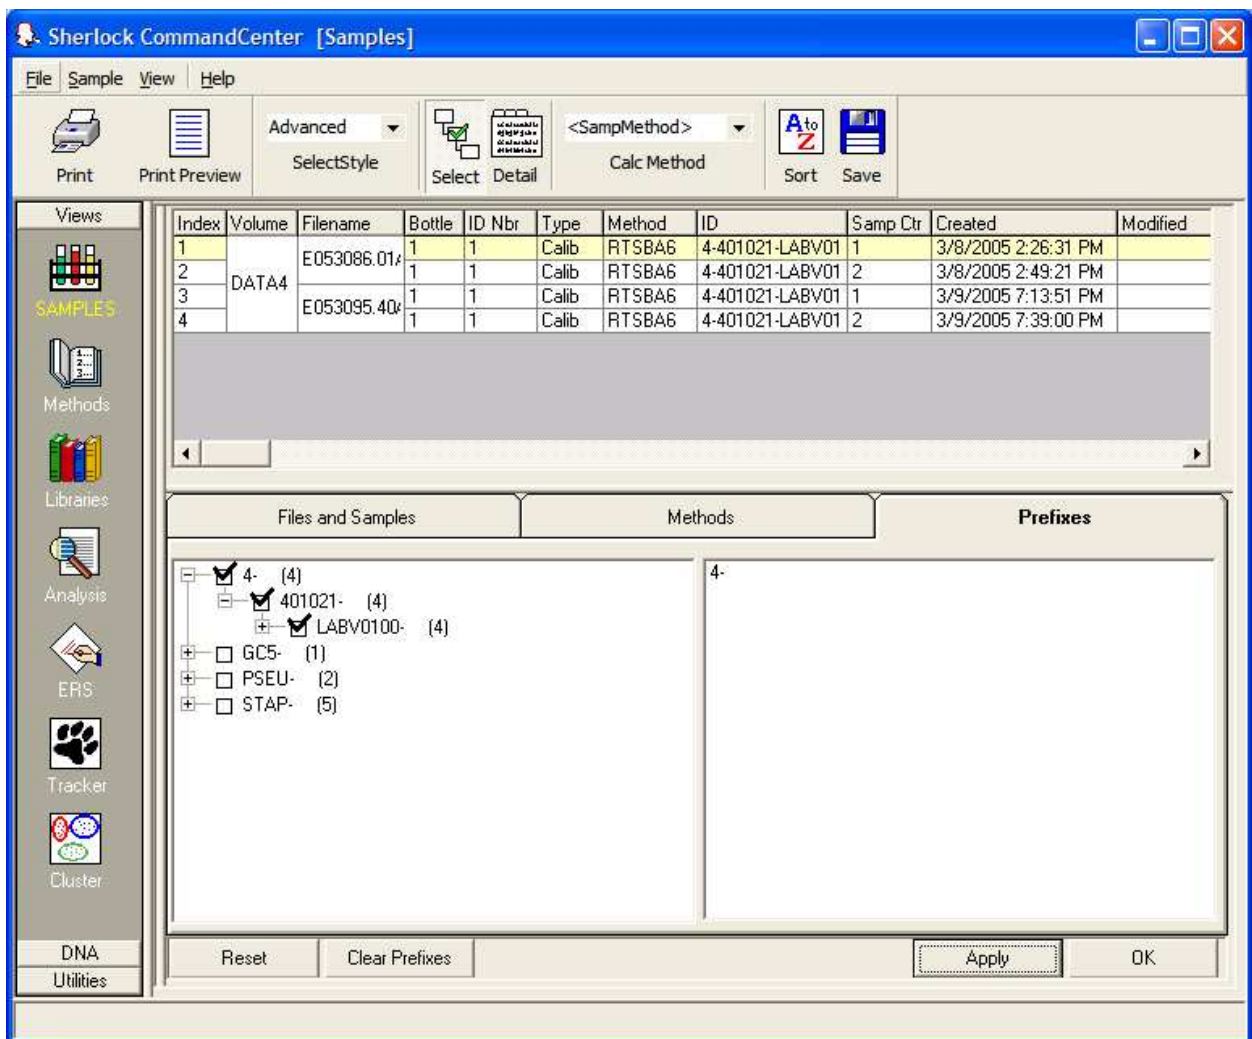 Sherlock CommandCenter [Samples]
File Sample View Help
Advanced <SampMethod>
Print Print Preview SelectStyle Select Detail Calc Method Sort Save
Views
SAMPLES
Methods
Libraries
Analysis
ERS
Tracker
Cluster
DNA
Utilities
Index Volume Filename Bottle ID Nbr Type Method ID Samp Ctr Created Modified
1 DATA4 E053086.01A 1 1 Calib RTSBA6 4-401021-LABV01 1 3/8/2005 2:26:31 PM
2 1 1 Calib RTSBA6 4-401021-LABV01 2 3/8/2005 2:49:21 PM
3 E053095.40A 1 1 Calib RTSBA6 4-401021-LABV01 1 3/9/2005 7:13:51 PM
4 1 1 Calib RTSBA6 4-401021-LABV01 2 3/9/2005 7:39:00 PM
Files and Samples Methods Prefixes
4- (4)
401021- (4)
LABV0100- (4)
GC5- (1)
PSEU- (2)
STAP- (5)
4-
Reset Clear Prefixes Apply OK